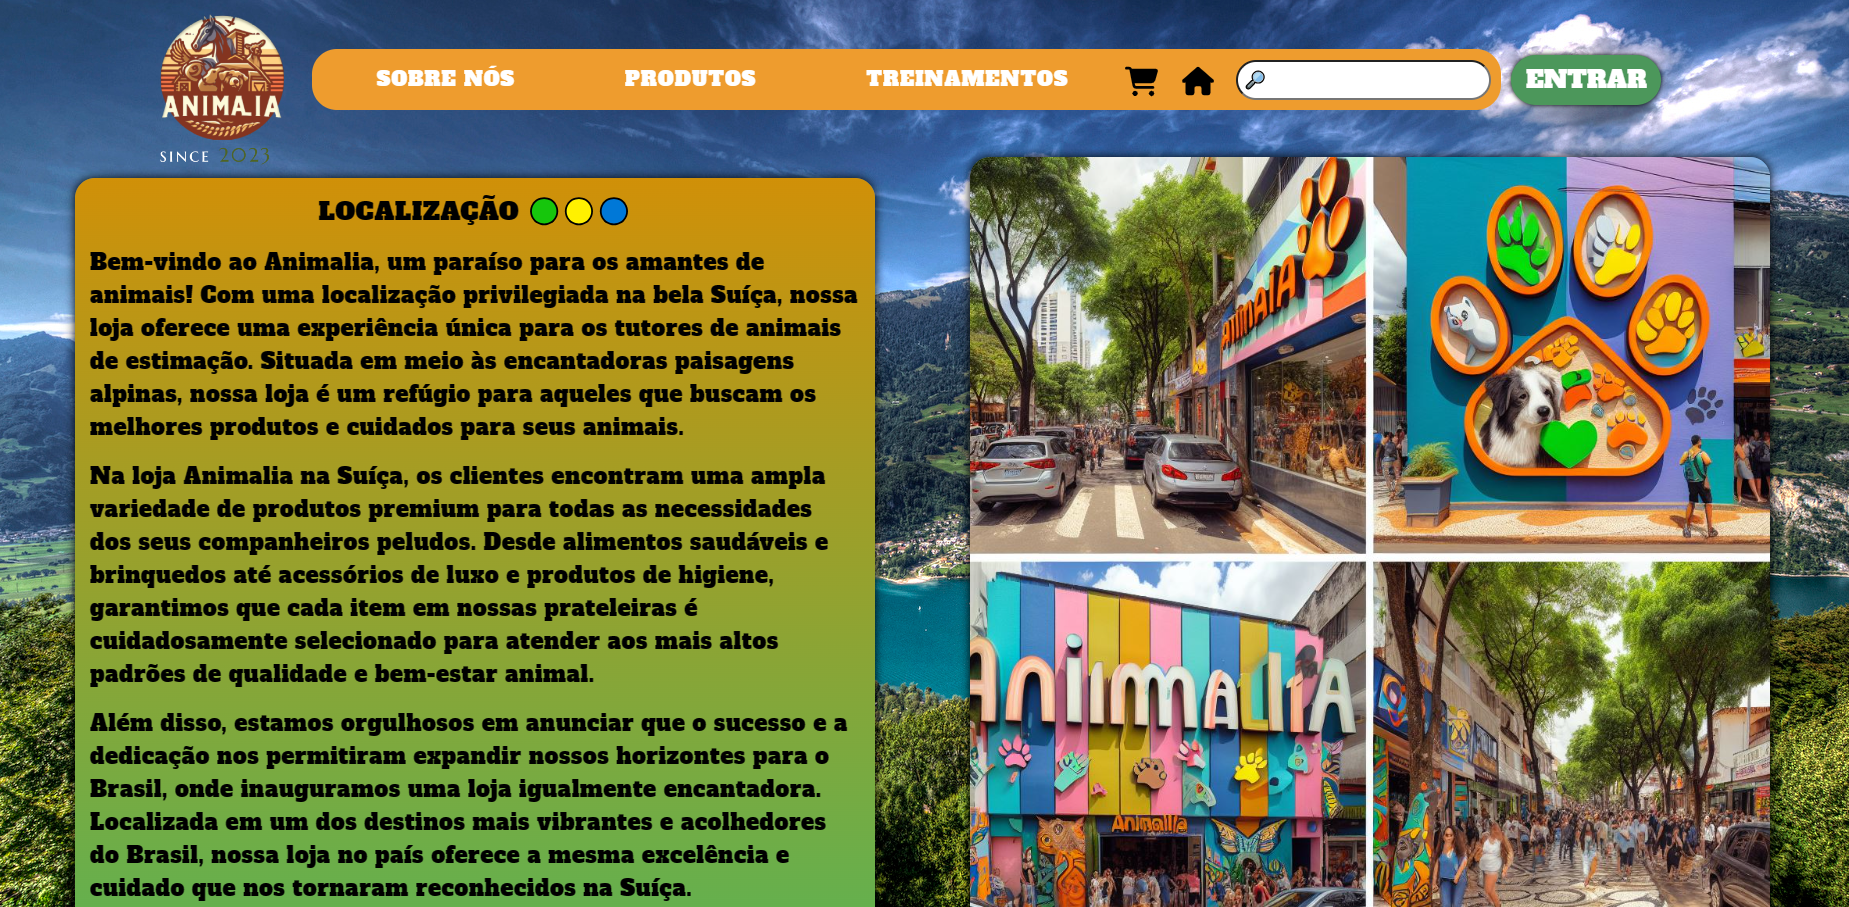 ANIMALIA
SINCE 2023
SOBRE NÓS
PRODUTOS
TREINAMENTOS
ENTRAR
LOCALIZAÇÃO
Bem-vindo ao Animalia, um paraíso para os amantes de
animais! Com uma localização privilegiada na bela Suíça, nossa
loja oferece uma experiência única para os tutores de animais
de estimação. Situada em meio às encantadoras paisagens
alpinas, nossa loja é um refúgio para aqueles que buscam os
melhores produtos e cuidados para seus animais.
Na loja Animalia na Suíça, os clientes encontram uma ampla
variedade de produtos premium para todas as necessidades
dos seus companheiros peludos. Desde alimentos saudáveis e
brinquedos até acessórios de luxo e produtos de higiene,
garantimos que cada item em nossas prateleiras é
cuidadosamente selecionado para atender aos mais altos
padrões de qualidade e bem-estar animal.
Além disso, estamos orgulhosos em anunciar que o sucesso e a
dedicação nos permitiram expandir nossos horizontes para o
Brasil, onde inauguramos uma loja igualmente encantadora.
Localizada em um dos destinos mais vibrantes e acolhedores
do Brasil, nossa loja no país oferece a mesma excelência e
cuidado que nos tornaram reconhecidos na Suíça.